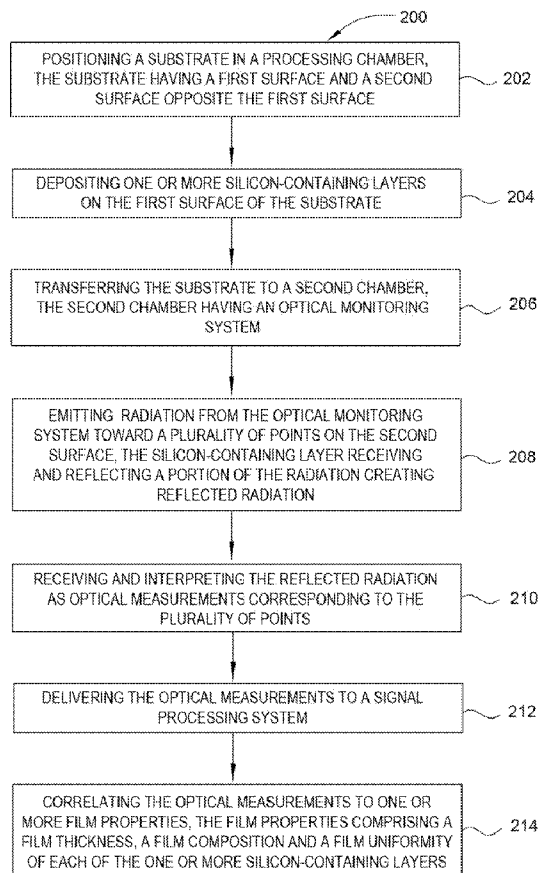 200
POSITIONING A SUBSTRATE IN A PROCESSING CHAMBER,
THE SUBSTRATE HAVING A FIRST SURFACE AND A SECOND
SURFACE OPPOSITE THE FIRST SURFACE
202
DEPOSITING ONE OR MORE SILICON-CONTAINING LAYERS
ON THE FIRST SURFACE OF THE SUBSTRATE
204
TRANSFERRING THE SUBSTRATE TO A SECOND CHAMBER,
THE SECOND CHAMBER HAVING AN OPTICAL MONITORING
SYSTEM
206
EMITTING RADIATION FROM THE OPTICAL MONITORING
SYSTEM TOWARD A PLURALITY OF POINTS ON THE SECOND
SURFACE, THE SILICON-CONTAINING LAYER RECEIVING
AND REFLECTING A PORTION OF THE RADIATION CREATING
REFLECTED RADIATION
208
RECEIVING AND INTERPRETING THE REFLECTED RADIATION
AS OPTICAL MEASUREMENTS CORRESPONDING TO THE
PLURALITY OF POINTS
210
DELIVERING THE OPTICAL MEASUREMENTS TO A SIGNAL
PROCESSING SYSTEM
212
CORRELATING THE OPTICAL MEASUREMENTS TO ONE OR
MORE FILM PROPERTIES, THE FILM PROPERTIES COMPRISING A
FILM THICKNESS, A FILM COMPOSITION AND A FILM UNIFORMITY
OF EACH OF THE ONE OR MORE SILICON-CONTAINING LAYERS
214